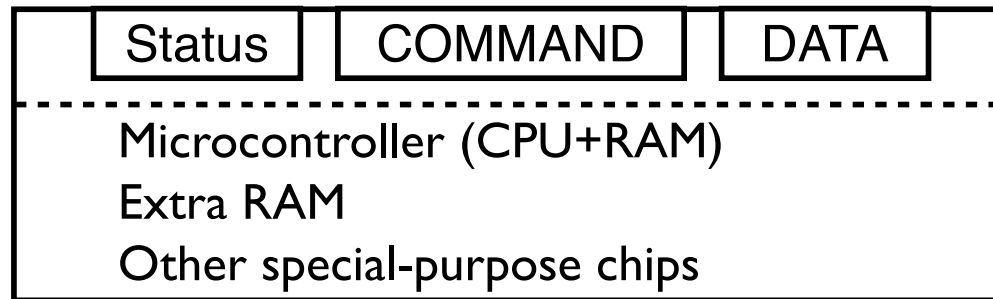 Status COMMAND DATA
Microcontroller (CPU+RAM)
Extra RAM
Other special-purpose chips